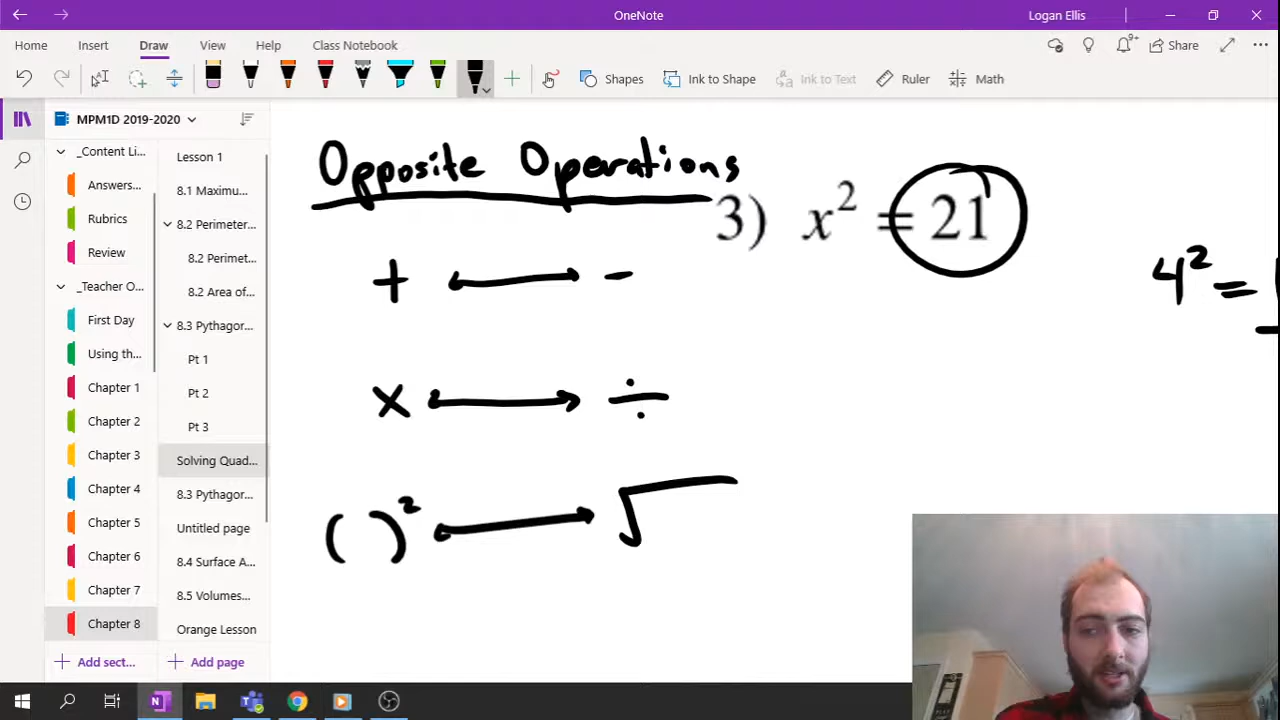 OneNote
Logan Ellis
Home Insert Draw View Help Class Notebook
Share
Shapes Ink to Shape Ink to Text Ruler Math
MPM1D 2019-2020
_Content Li...
Answers...
Rubrics
Review
_Teacher O...
First Day
Using th...
Chapter 1
Chapter 2
Chapter 3
Chapter 4
Chapter 5
Chapter 6
Chapter 7
Chapter 8
Add sect...
Lesson 1
8.1 Maximu...
8.2 Perimeter...
8.2 Perimet...
8.2 Area of...
8.3 Pythagor...
Pt 1
Pt 2
Pt 3
Solving Quad...
8.3 Pythagor...
Untitled page
8.4 Surface A...
8.5 Volumes...
Orange Lesson
Add page
Opposite Operations
3) x² = 21
+ ↔ -
4² =
x ↔ ÷
( )² ↔ √